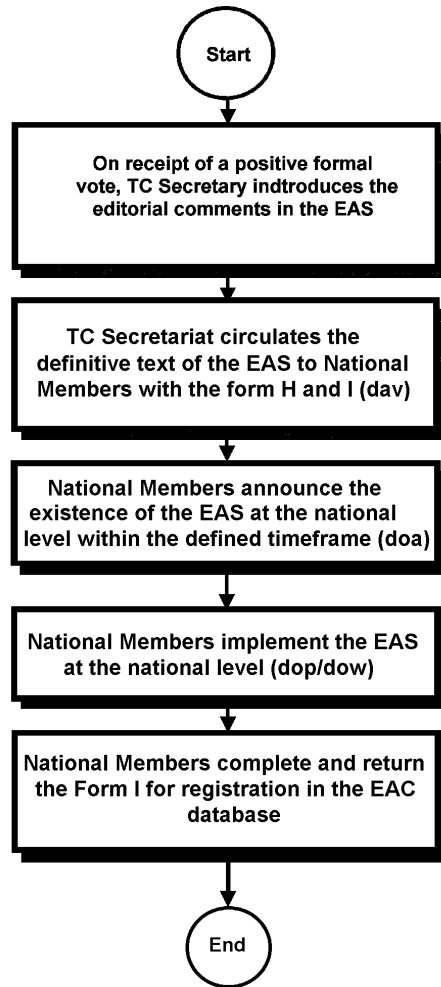 Start
On receipt of a positive formal
vote, TC Secretary indtroduces the
editorial comments in the EAS
TC Secretariat circulates the
definitive text of the EAS to National
Members with the form H and I (dav)
National Members announce the
existence of the EAS at the national
level within the defined timeframe (doa)
National Members implement the EAS
at the national level (dop/dow)
National Members complete and return
the Form I for registration in the EAC
database
End